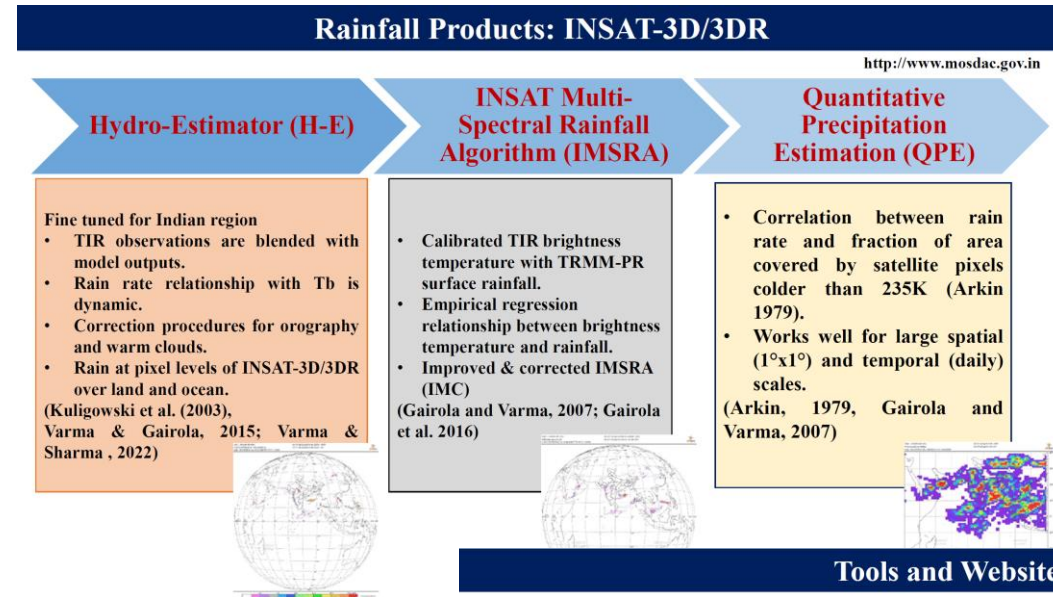 Rainfall Products: INSAT-3D/3DR
http://www.mosdac.gov.in
Hydro-Estimator (H-E)
INSAT Multi-
Spectral Rainfall
Algorithm (IMSRA)
Quantitative
Precipitation
Estimation (QPE)
Fine tuned for Indian region
• TIR observations are blended with
model outputs.
• Rain rate relationship with Tb is
dynamic.
• Correction procedures for orography
and warm clouds.
• Rain at pixel levels of INSAT-3D/3DR
over land and ocean.
(Kuligowski et al. (2003),
Varma & Gairola, 2015; Varma &
Sharma , 2022)
• Calibrated TIR brightness
temperature with TRMM-PR
surface rainfall.
• Empirical regression
relationship between brightness
temperature and rainfall.
• Improved & corrected IMSRA
(IMC)
(Gairola and Varma, 2007; Gairola
et al. 2016)
• Correlation between rain
rate and fraction of area
covered by satellite pixels
colder than 235K (Arkin
1979).
• Works well for large spatial
(1°x1°) and temporal (daily)
scales.
(Arkin, 1979, Gairola and
Varma, 2007)
Tools and Website